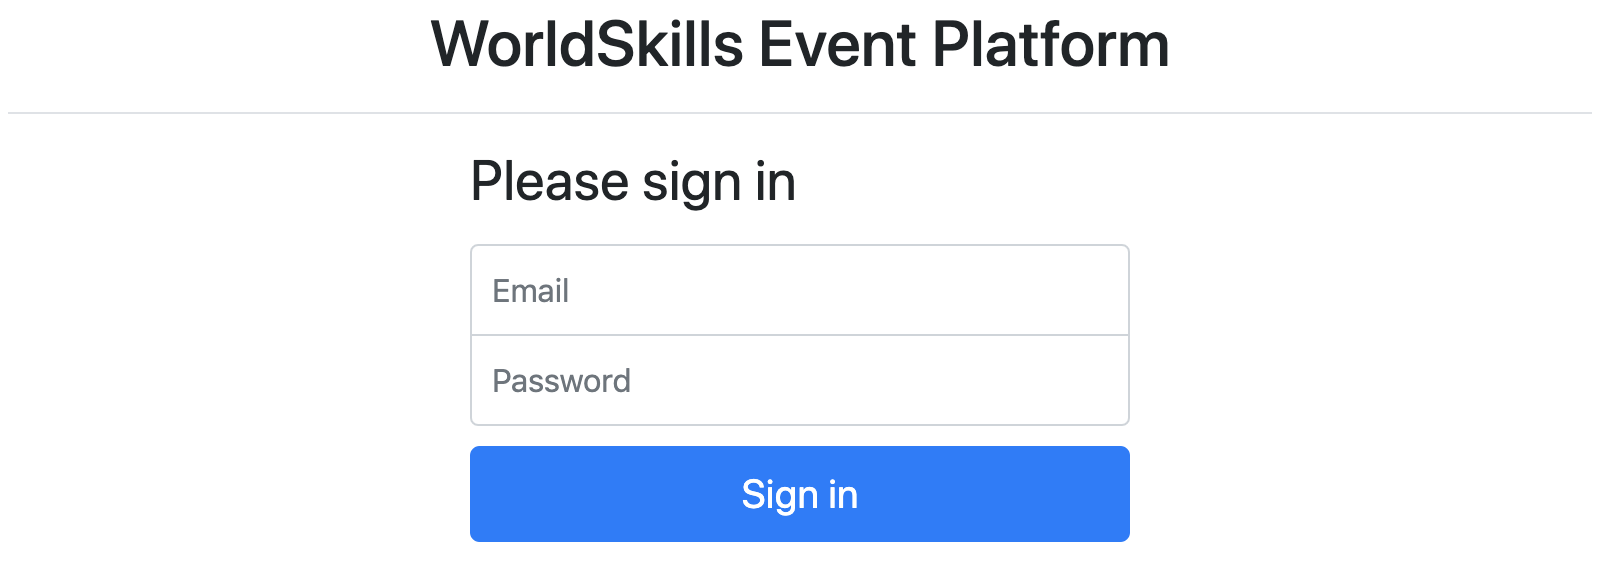 WorldSkills Event Platform
Please sign in
Email
Password
Sign in